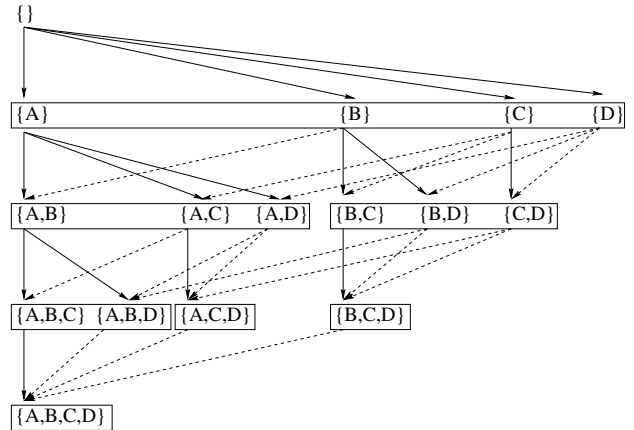 {}
{A} {B} {C} {D}
{A,B} {A,C} {A,D} {B,C} {B,D} {C,D}
{A,B,C} {A,B,D} {A,C,D} {B,C,D}
{A,B,C,D}